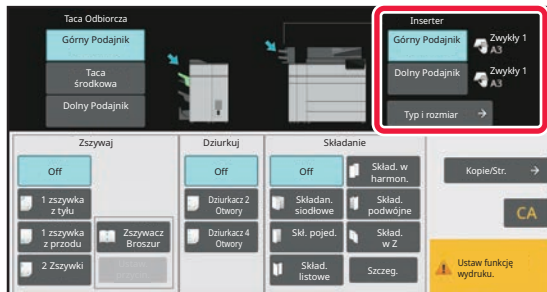 Taca Odbiorcza
Górny Podajnik
Taca
środkowa
Dolny Podajnik
Inserter
Górny Podajnik
Zwykły 1
A3
Dolny Podajnik
Zwykły 1
A3
Typ i rozmiar
Zszywaj
Off
1 zszywka
z tyłu
1 zszywka
z przodu
2 Zszywki
Zszywacz
Broszur
Dziurkuj
Off
Dziurkacz 2
Otwory
Dziurkacz 4
Otwory
Składanie
Off
Składan.
siodłowe
Skł. pojed.
Skład.
listowe
Skład. w
harmon.
Skład.
podwójne
Skład.
w Z
Szczeg.
Kopie/Str.
CA
Ustaw funkcję
wydruku.